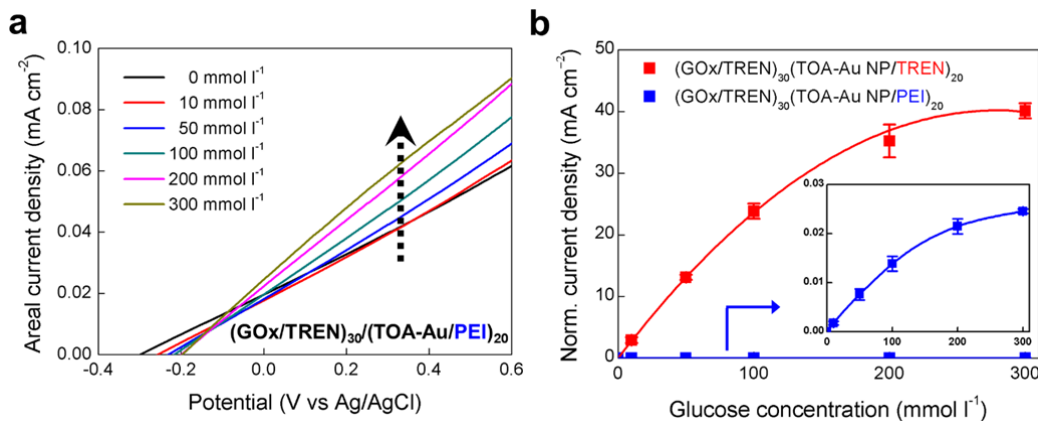 a
0.10
0.08
0.06
0.04
0.02
0.00
Areal current density (mA cm⁻²)
0 mmol l⁻¹
10 mmol l⁻¹
50 mmol l⁻¹
100 mmol l⁻¹
200 mmol l⁻¹
300 mmol l⁻¹
(GOx/TREN)₃₀/(TOA-Au/PEI)₂₀
-0.4 -0.2 0.0 0.2 0.4 0.6
Potential (V vs Ag/AgCl)
b
50
40
30
20
10
0
Norm. current density (mA cm⁻²)
(GOx/TREN)₃₀(TOA-Au NP/TREN)₂₀
(GOx/TREN)₃₀(TOA-Au NP/PEI)₂₀
0.03
0.02
0.01
0.00
0 100 200 300
0 100 200 300
Glucose concentration (mmol l⁻¹)